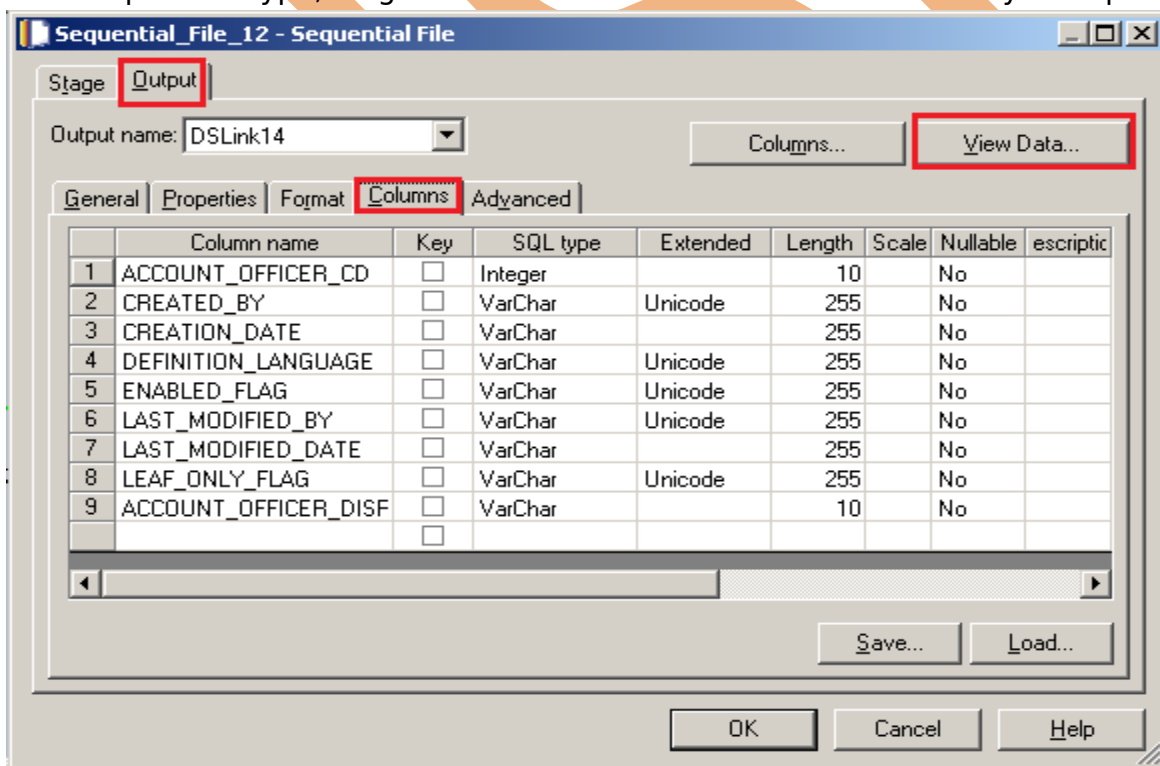 Sequential_File_12 - Sequential File
Stage Output
Output name: DSLink14 Columns... View Data...
General Properties Format Columns Advanced
Column name Key SQL type Extended Length Scale Nullable escriptic
1 ACCOUNT_OFFICER_CD Integer 10 No
2 CREATED_BY VarChar Unicode 255 No
3 CREATION_DATE VarChar 255 No
4 DEFINITION_LANGUAGE VarChar Unicode 255 No
5 ENABLED_FLAG VarChar Unicode 255 No
6 LAST_MODIFIED_BY VarChar Unicode 255 No
7 LAST_MODIFIED_DATE VarChar 255 No
8 LEAF_ONLY_FLAG VarChar Unicode 255 No
9 ACCOUNT_OFFICER_DISF VarChar 10 No
Save... Load...
OK Cancel Help